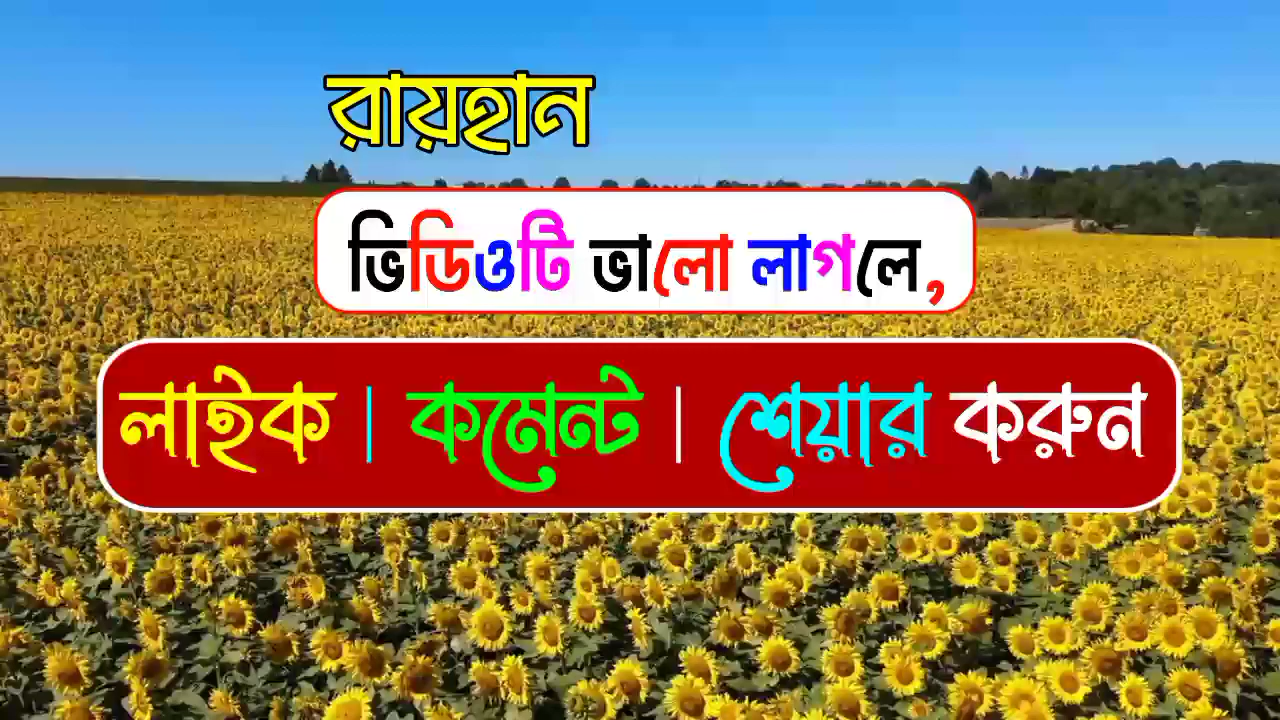 রায়হান
ভিডিওটি ভালো লাগলে,
লাইক | কমেন্ট | শেয়ার করুন